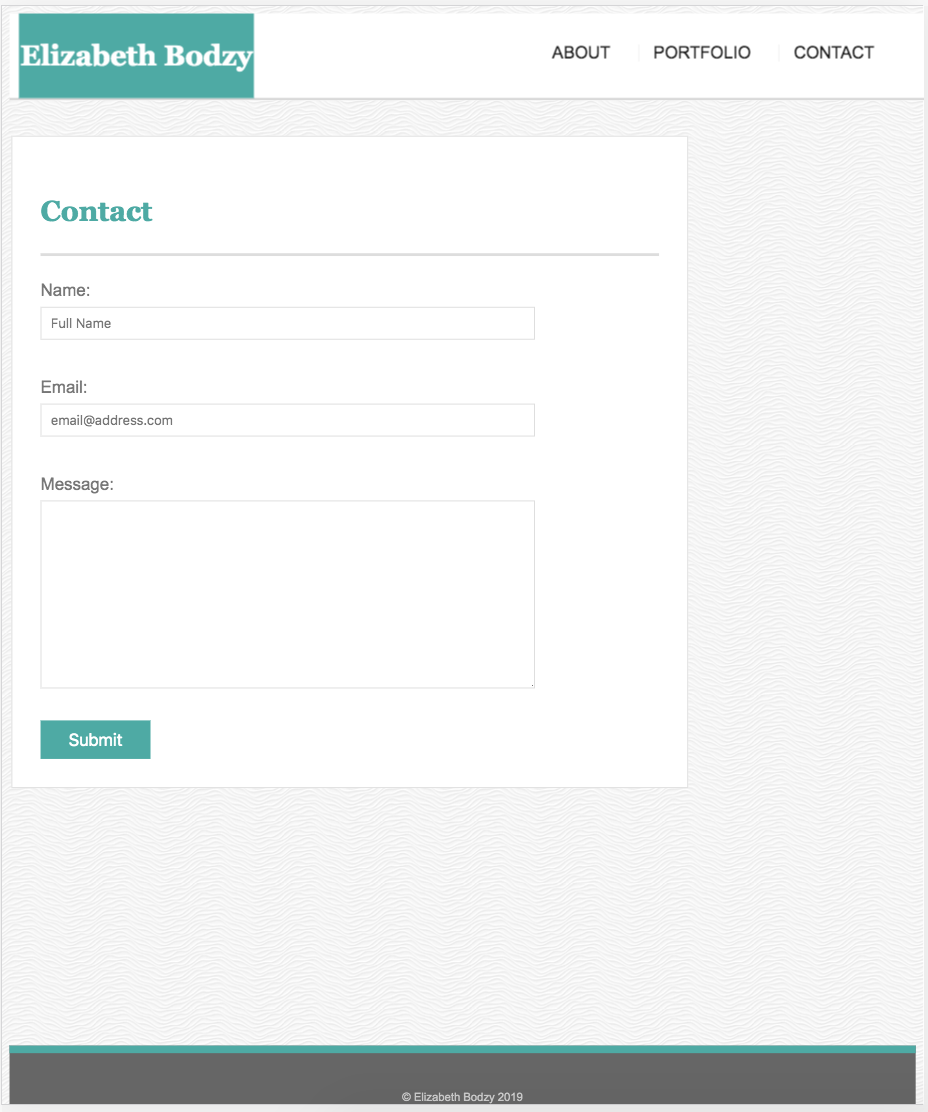 Elizabeth Bodzy
ABOUT PORTFOLIO CONTACT
Contact
Name:
Full Name
Email:
email@address.com
Message:
Submit
© Elizabeth Bodzy 2019